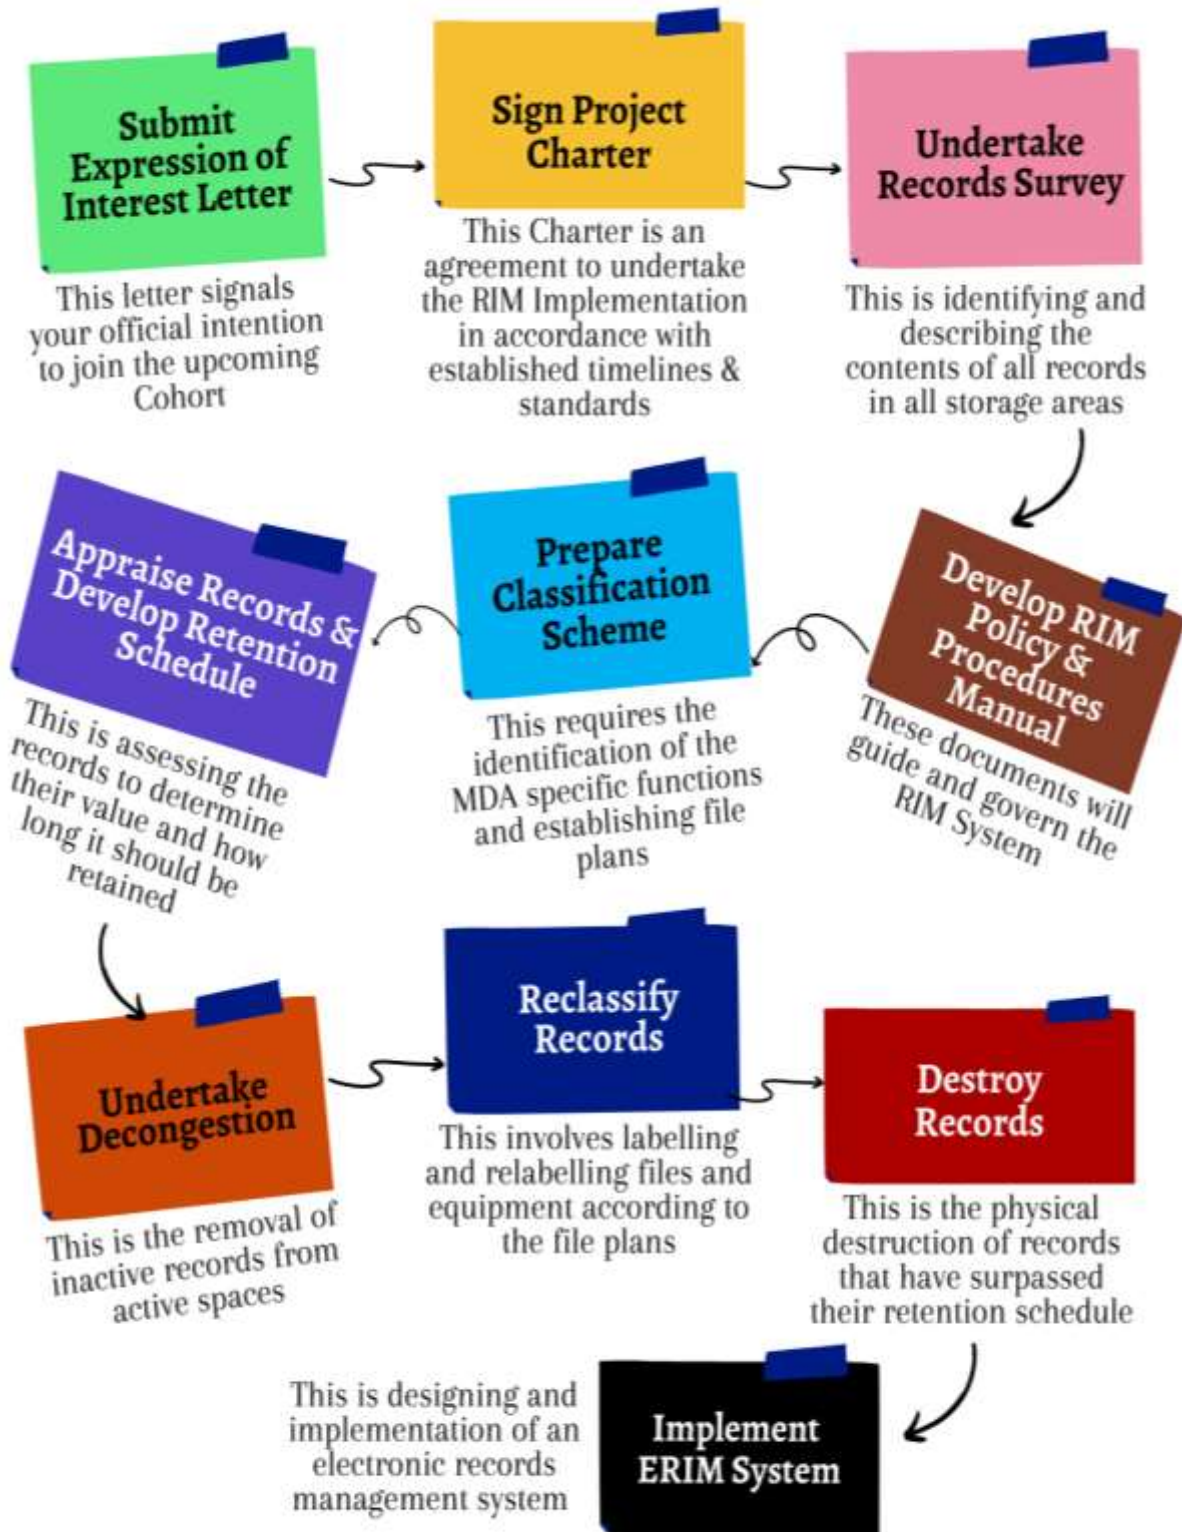 Submit
Expression of
Interest Letter
This letter signals
your official intention
to join the upcoming
Cohort
Sign Project
Charter
This Charter is an
agreement to undertake
the RIM Implementation
in accordance with
established timelines &
standards
Undertake
Records Survey
This is identifying and
describing the
contents of all records
in all storage areas
Develop RIM
Policy &
Procedures
Manual
These documents will
guide and govern the
RIM System
Prepare
Classification
Scheme
This requires the
identification of the
MDA specific functions
and establishing file
plans
Appraise Records &
Develop Retention
Schedule
This is assessing the
records to determine
their value and how
long it should be
retained
Undertake
Decongestion
This is the removal of
inactive records from
active spaces
Reclassify
Records
This involves labelling
and relabelling files and
equipment according to
the file plans
Destroy
Records
This is the physical
destruction of records
that have surpassed
their retention schedule
Implement
ERIM System
This is designing and
implementation of an
electronic records
management system